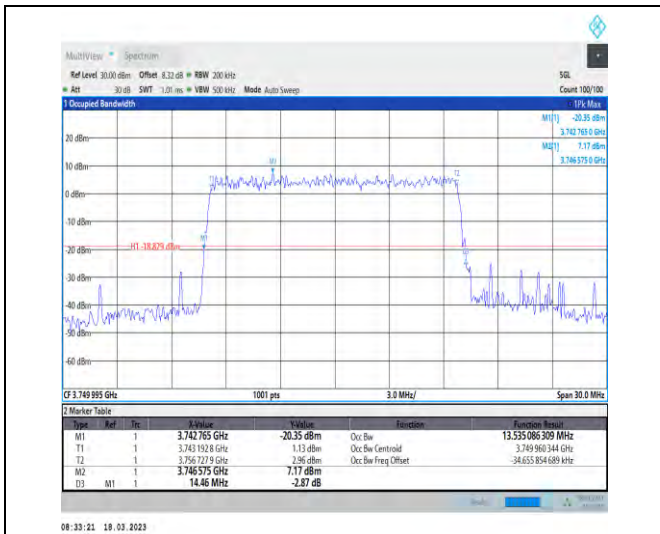 MultiView Spectrum
Ref Level 30.00 dBm Offset 8.32 dB RBW 200 kHz SGL
Att 30 dB SWT 1.01 ms VBW 500 kHz Mode Auto Sweep Count 100/100
1 Occupied Bandwidth 1Pk Max
M1[1] -20.35 dBm
3.742 765 0 GHz
M2[1] 7.17 dBm
3.746 575 0 GHz
20 dBm
10 dBm
M2
T1
T2
0 dBm
-10 dBm
M1
H1 -18.829 dBm
-20 dBm
-30 dBm
-40 dBm
-50 dBm
-60 dBm
CF 3.749 995 GHz 1001 pts 3.0 MHz/ Span 30.0 MHz
2 Marker Table
Type Ref Trc X-Value Y-Value Function Function Result
M1 1 3.742 765 GHz -20.35 dBm Occ Bw 13.535 086 309 MHz
T1 1 3.743 192 8 GHz 1.13 dBm Occ Bw Centroid 3.749 960 344 GHz
T2 1 3.756 727 9 GHz 2.96 dBm Occ Bw Freq Offset -34.655 854 689 kHz
M2 1 3.746 575 GHz 7.17 dBm
D3 M1 1 14.46 MHz -2.87 dB
08:33:21 18.03.2023